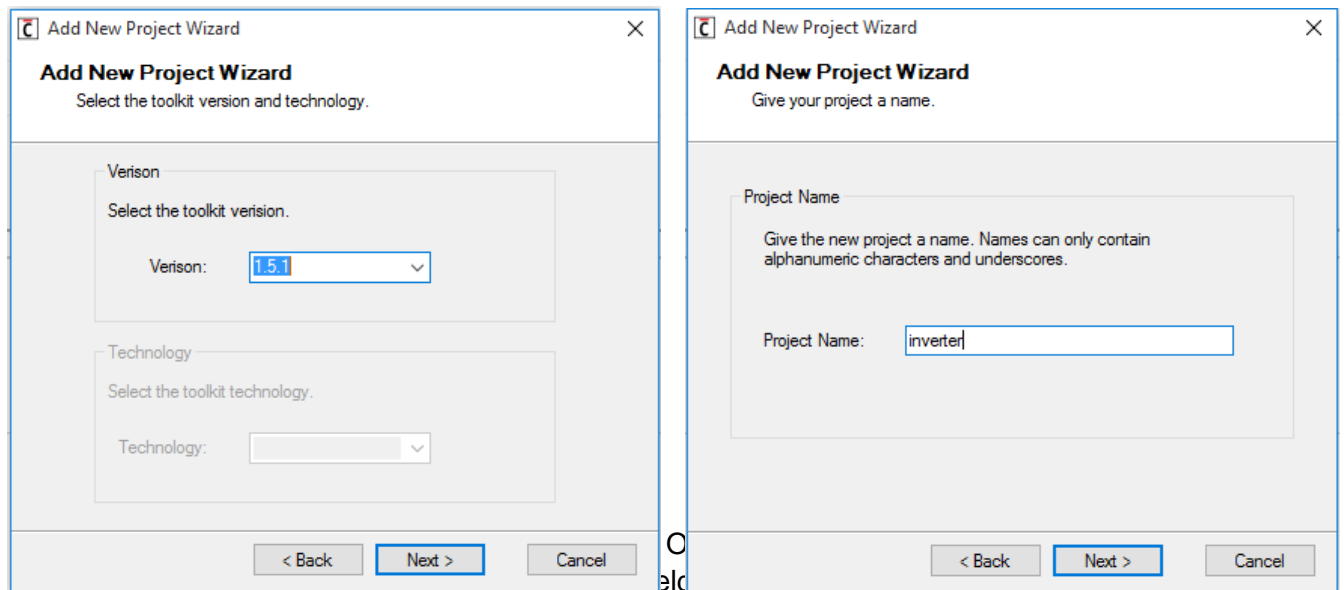 Add New Project Wizard
Add New Project Wizard
Select the toolkit version and technology.
Verison
Select the toolkit verision.
Verison: 1.5.1
Technology
Select the toolkit technology.
Technology:
< Back Next > Cancel
Add New Project Wizard
Add New Project Wizard
Give your project a name.
Project Name
Give the new project a name. Names can only contain
alphanumeric characters and underscores.
Project Name: inverter
< Back Next > Cancel